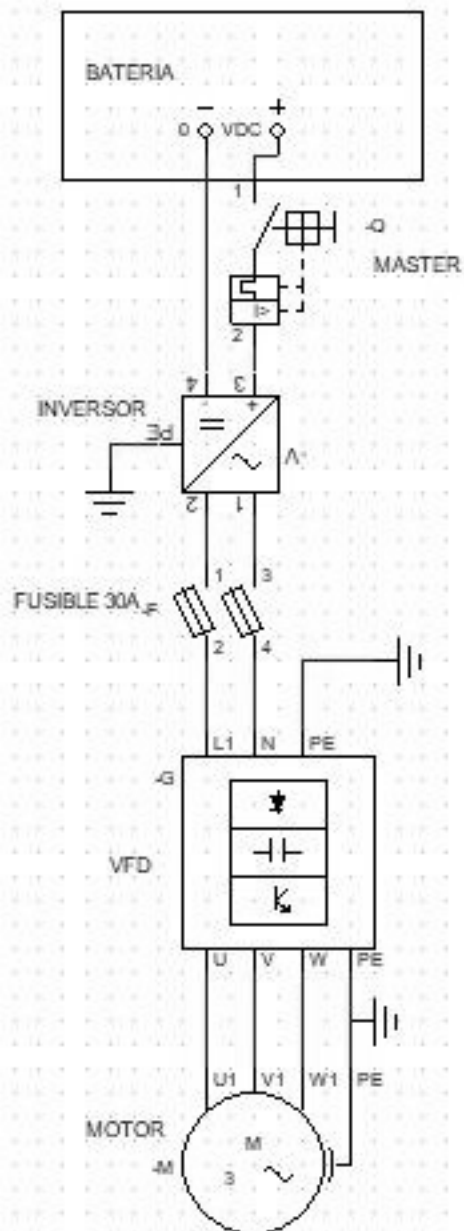 BATERIA
- +
0 VDC
1
-Q
MASTER
I>
2
4 3
- +
INVERSOR
PE
V-
2 1
1 3
FUSIBLE 30A -F
2 4
L1 N PE
-G
VFD
U V W PE
U1 V1 W1 PE
MOTOR
M
-M
3